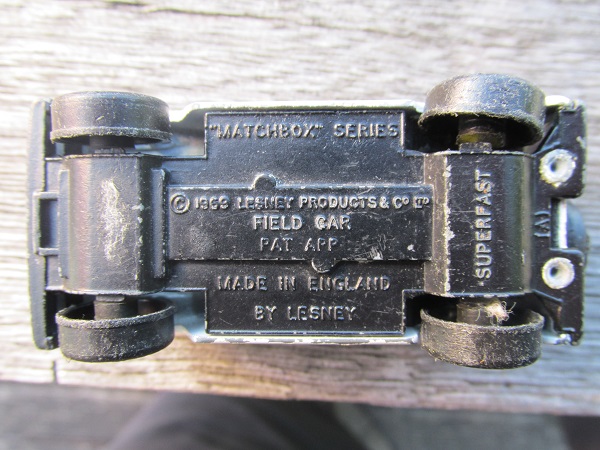 "MATCHBOX" SERIES
© 1969 LESNEY PRODUCTS & Co LTD
FIELD CAR
PAT APP
MADE IN ENGLAND
BY LESNEY
SUPERFAST